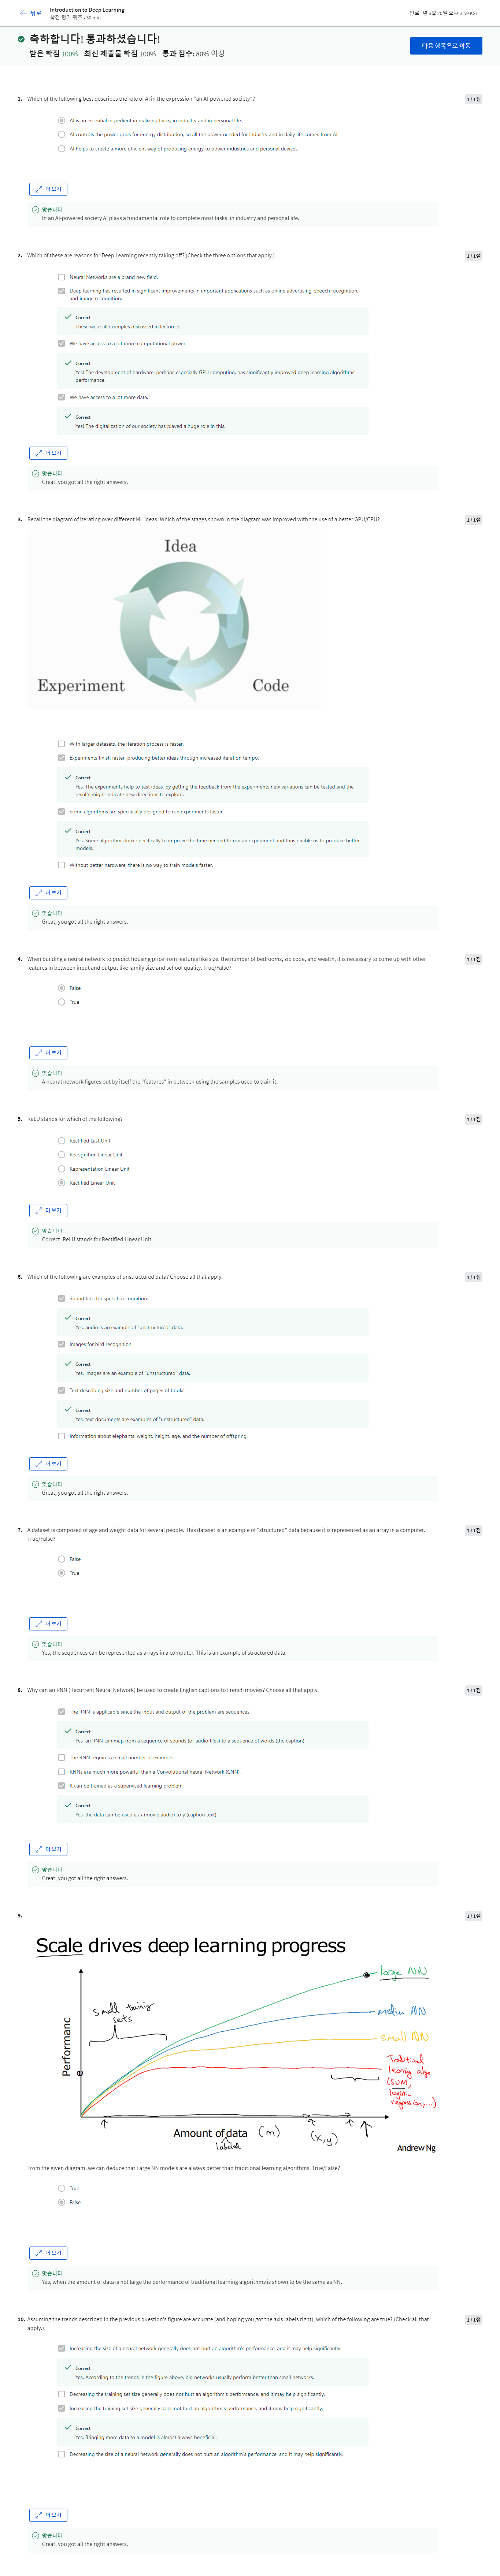 뒤로
Introduction to Deep Learning
학점 평가 퀴즈 • 50 min
만료 년 4월 20일 오후 3:59 KST
축하합니다! 통과하셨습니다!
받은 학점 100% 최신 제출물 학점 100% 통과 점수: 80% 이상
다음 항목으로 이동
1. Which of the following best describes the role of AI in the expression "an AI-powered society"?
1 / 1점
AI is an essential ingredient in realizing tasks, in industry and in personal life.
AI controls the power grids for energy distribution, so all the power needed for industry and in daily life comes from AI.
AI helps to create a more efficient way of producing energy to power industries and personal devices.
더 보기
맞습니다
In an AI-powered society AI plays a fundamental role to complete most tasks, in industry and personal life.
2. Which of these are reasons for Deep Learning recently taking off? (Check the three options that apply.)
1 / 1점
Neural Networks are a brand new field.
Deep learning has resulted in significant improvements in important applications such as online advertising, speech recognition,
and image recognition.
Correct
These were all examples discussed in lecture 3.
We have access to a lot more computational power.
Correct
Yes! The development of hardware, perhaps especially GPU computing, has significantly improved deep learning algorithms'
performance.
We have access to a lot more data.
Correct
Yes! The digitalization of our society has played a huge role in this.
더 보기
맞습니다
Great, you got all the right answers.
3. Recall the diagram of iterating over different ML ideas. Which of the stages shown in the diagram was improved with the use of a better GPU/CPU?
1 / 1점
Idea
Experiment
Code
With larger datasets, the iteration process is faster.
Experiments finish faster, producing better ideas through increased iteration tempo.
Correct
Yes. The experiments help to test ideas, by getting the feedback from the experiments new variations can be tested and the
results might indicate new directions to explore.
Some algorithms are specifically designed to run experiments faster.
Correct
Yes. Some algorithms look specifically to improve the time needed to run an experiment and thus enable us to produce better
models.
Without better hardware, there is no way to train models faster.
더 보기
맞습니다
Great, you got all the right answers.
4. When building a neural network to predict housing price from features like size, the number of bedrooms, zip code, and wealth, it is necessary to come up with other
features in between input and output like family size and school quality. True/False?
1 / 1점
False
True
더 보기
맞습니다
A neural network figures out by itself the "features" in between using the samples used to train it.
5. ReLU stands for which of the following?
1 / 1점
Rectified Last Unit
Recognition Linear Unit
Representation Linear Unit
Rectified Linear Unit
더 보기
맞습니다
Correct, ReLU stands for Rectified Linear Unit.
6. Which of the following are examples of unstructured data? Choose all that apply.
1 / 1점
Sound files for speech recognition.
Correct
Yes, audio is an example of "unstructured" data.
Images for bird recognition.
Correct
Yes, images are an example of "unstructured" data.
Text describing size and number of pages of books.
Correct
Yes, text documents are examples of "unstructured" data.
Information about elephants' weight, height, age, and the number of offspring.
더 보기
맞습니다
Great, you got all the right answers.
7. A dataset is composed of age and weight data for several people. This dataset is an example of "structured" data because it is represented as an array in a computer.
True/False?
1 / 1점
False
True
더 보기
맞습니다
Yes, the sequences can be represented as arrays in a computer. This is an example of structured data.
8. Why can an RNN (Recurrent Neural Network) be used to create English captions to French movies? Choose all that apply.
1 / 1점
The RNN is applicable since the input and output of the problem are sequences.
Correct
Yes, an RNN can map from a sequence of sounds (or audio files) to a sequence of words (the caption).
The RNN requires a small number of examples.
RNNs are much more powerful than a Convolutional neural Network (CNN).
It can be trained as a supervised learning problem.
Correct
Yes, the data can be used as x (movie audio) to y (caption text).
더 보기
맞습니다
Great, you got all the right answers.
9.
1 / 1점
Scale drives deep learning progress
large NN
small training
sets
medium NN
small NN
Traditional
learning algo
(SVM,
logistic
regression,...)
Performanc
Amount of data (m)
labeled
(x,y)
Andrew Ng
From the given diagram, we can deduce that Large NN models are always better than traditional learning algorithms. True/False?
True
False
더 보기
맞습니다
Yes, when the amount of data is not large the performance of traditional learning algorithms is shown to be the same as NN.
10. Assuming the trends described in the previous question's figure are accurate (and hoping you got the axis labels right), which of the following are true? (Check all that
apply.)
1 / 1점
Increasing the size of a neural network generally does not hurt an algorithm's performance, and it may help significantly.
Correct
Yes. According to the trends in the figure above, big networks usually perform better than small networks.
Decreasing the training set size generally does not hurt an algorithm's performance, and it may help significantly.
Increasing the training set size generally does not hurt an algorithm's performance, and it may help significantly.
Correct
Yes. Bringing more data to a model is almost always beneficial.
Decreasing the size of a neural network generally does not hurt an algorithm's performance, and it may help significantly.
더 보기
맞습니다
Great, you got all the right answers.